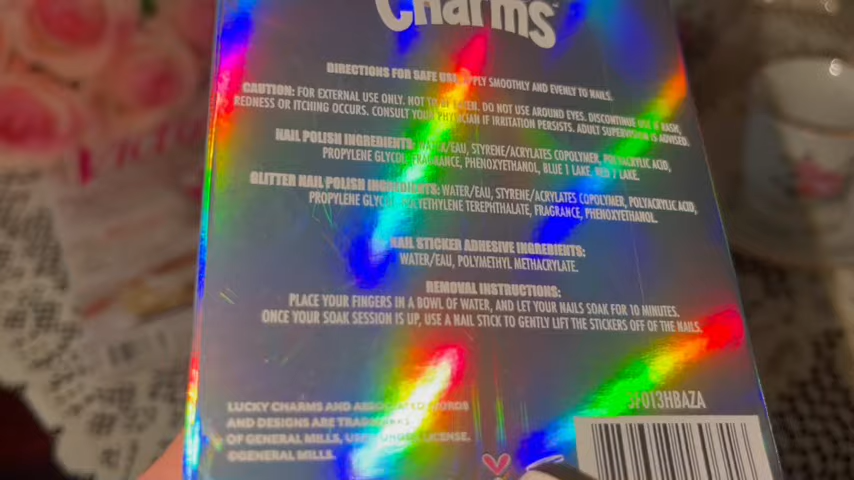 Charms
DIRECTIONS FOR SAFE USE: APPLY SMOOTHLY AND EVENLY TO NAILS.
CAUTION: FOR EXTERNAL USE ONLY. NOT TO BE EATEN. DO NOT USE AROUND EYES. DISCONTINUE USE IF RASH,
REDNESS OR ITCHING OCCURS. CONSULT YOUR PHYSICIAN IF IRRITATION PERSISTS. ADULT SUPERVISION IS ADVISED.
NAIL POLISH INGREDIENTS: WATER/EAU, STYRENE/ACRYLATES COPOLYMER, POLYACRYLIC ACID,
PROPYLENE GLYCOL, FRAGRANCE, PHENOXYETHANOL, BLUE 1 LAKE, RED 7 LAKE.
GLITTER NAIL POLISH INGREDIENTS: WATER/EAU, STYRENE/ACRYLATES COPOLYMER, POLYACRYLIC ACID,
PROPYLENE GLYCOL, POLYETHYLENE TEREPHTHALATE, FRAGRANCE, PHENOXYETHANOL.
NAIL STICKER ADHESIVE INGREDIENTS:
WATER/EAU, POLYMETHYL METHACRYLATE.
REMOVAL INSTRUCTIONS:
PLACE YOUR FINGERS IN A BOWL OF WATER, AND LET YOUR NAILS SOAK FOR 10 MINUTES.
ONCE YOUR SOAK SESSION IS UP, USE A NAIL STICK TO GENTLY LIFT THE STICKERS OFF OF THE NAILS.
LUCKY CHARMS AND ASSOCIATED WORDS
AND DESIGNS ARE TRADEMARKS
OF GENERAL MILLS, USED UNDER LICENSE.
©GENERAL MILLS.